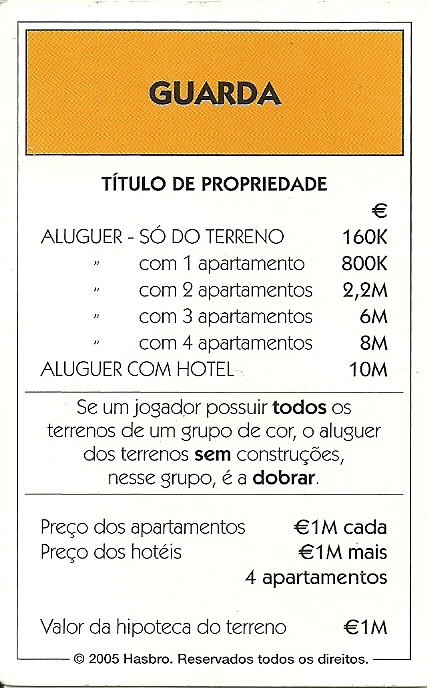 GUARDA
TÍTULO DE PROPRIEDADE
€
ALUGUER - SÓ DO TERRENO 160K
" com 1 apartamento 800K
" com 2 apartamentos 2,2M
" com 3 apartamentos 6M
" com 4 apartamentos 8M
ALUGUER COM HOTEL 10M
Se um jogador possuir todos os
terrenos de um grupo de cor, o aluguer
dos terrenos sem construções,
nesse grupo, é a dobrar.
Preço dos apartamentos €1M cada
Preço dos hotéis €1M mais
4 apartamentos
Valor da hipoteca do terreno €1M
© 2005 Hasbro. Reservados todos os direitos.